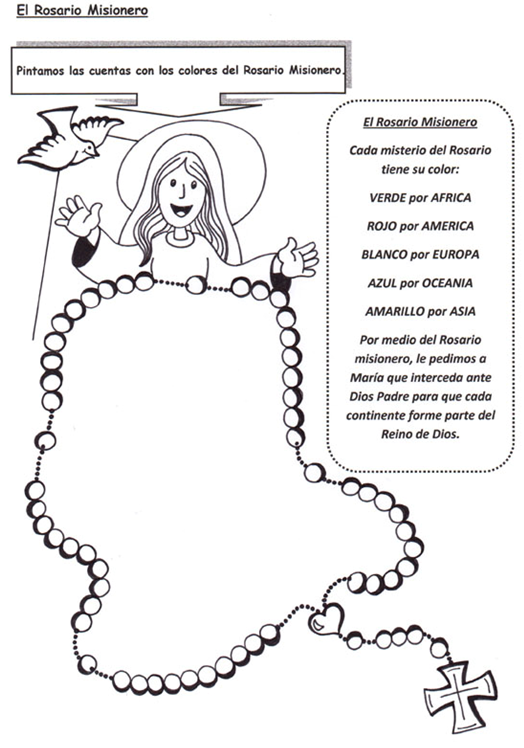 El Rosario Misionero
Pintamos las cuentas con los colores del Rosario Misionero.
El Rosario Misionero
Cada misterio del Rosario
tiene su color:
VERDE por AFRICA
ROJO por AMERICA
BLANCO por EUROPA
AZUL por OCEANIA
AMARILLO por ASIA
Por medio del Rosario
misionero, le pedimos a
María que interceda ante
Dios Padre para que cada
continente forme parte del
Reino de Dios.